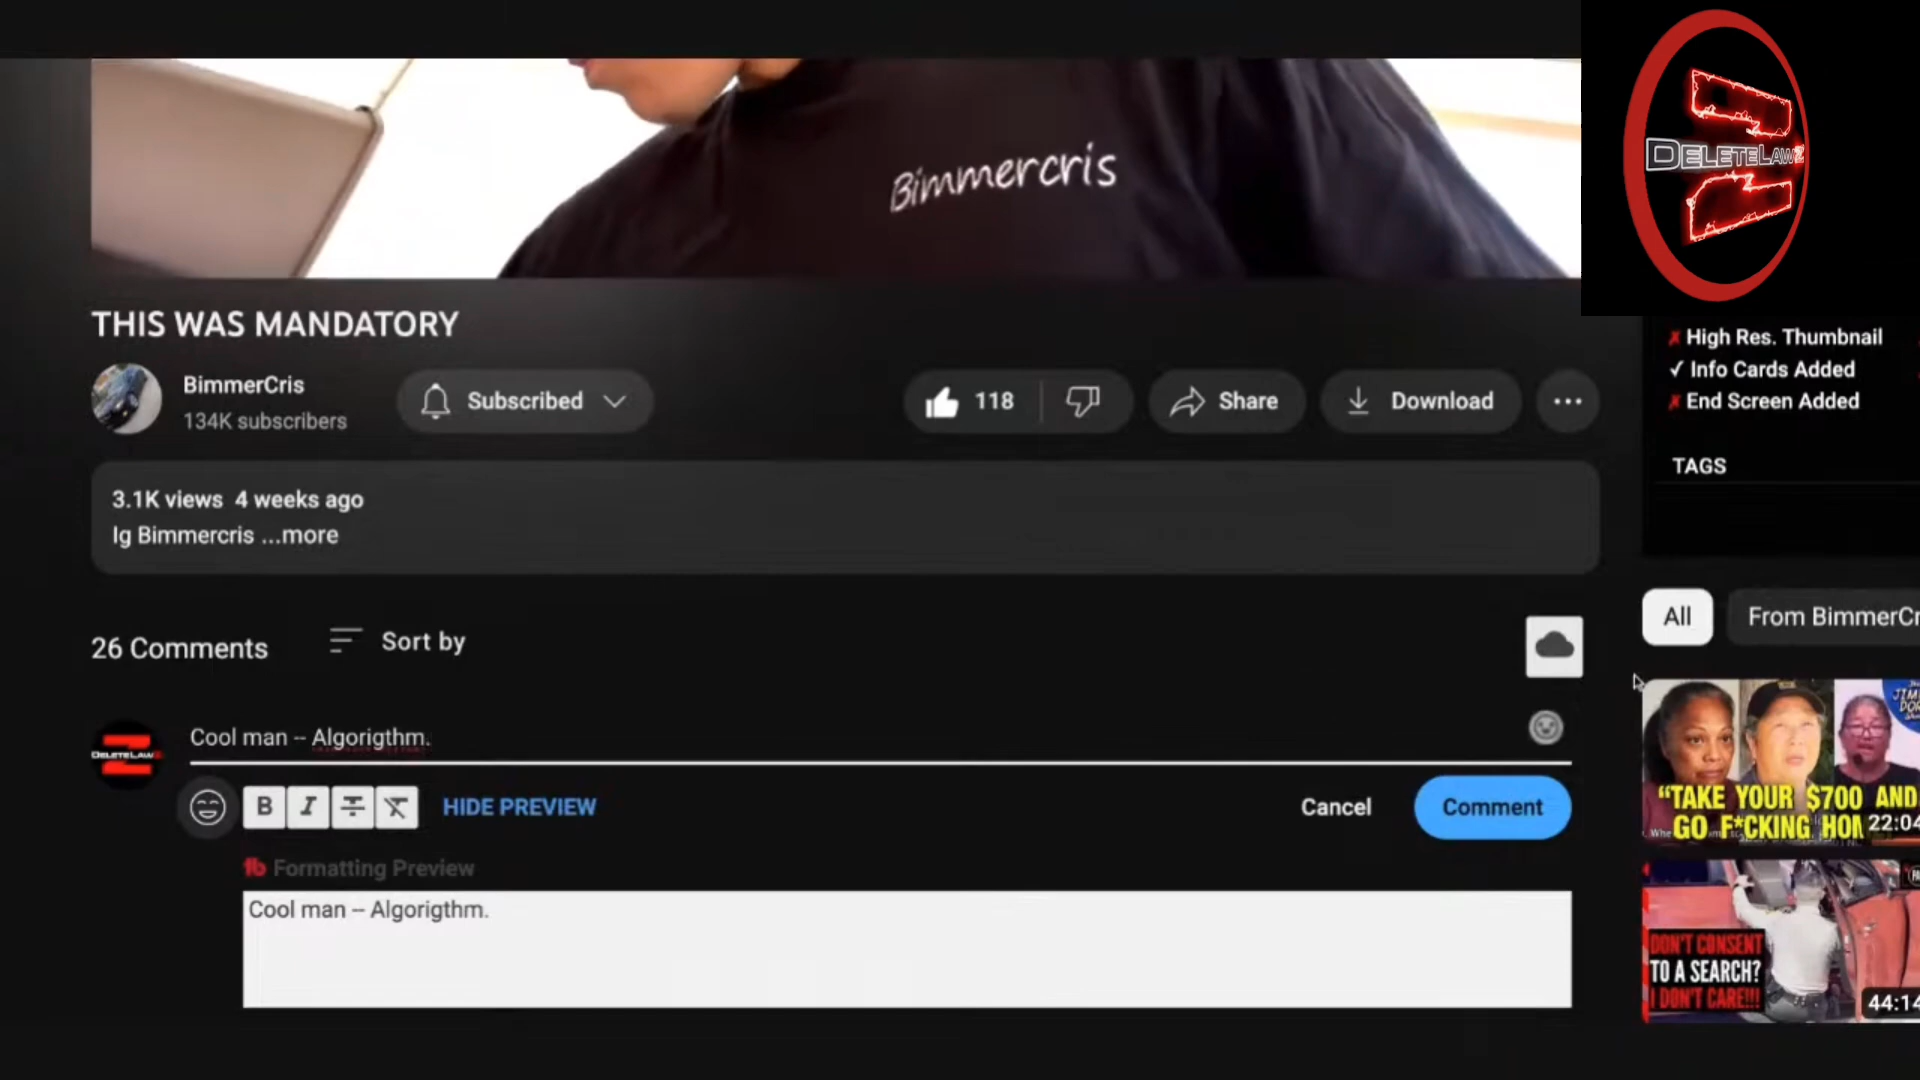 Bimmercris
DELETELAWZ
THIS WAS MANDATORY
BimmerCris
134K subscribers
Subscribed
118
Share
Download
3.1K views 4 weeks ago
Ig Bimmercris ...more
26 Comments
Sort by
Cool man -- Algorigthm.
DELETELAWZ
B I
HIDE PREVIEW
Cancel
Comment
tb Formatting Preview
Cool man -- Algorigthm.
✗ High Res. Thumbnail
✓ Info Cards Added
✗ End Screen Added
TAGS
All
From BimmerCr
"TAKE YOUR $700 AND
GO F*CKING HOM
22:04
DON'T CONSENT
TO A SEARCH?
I DON'T CARE!!!
44:14